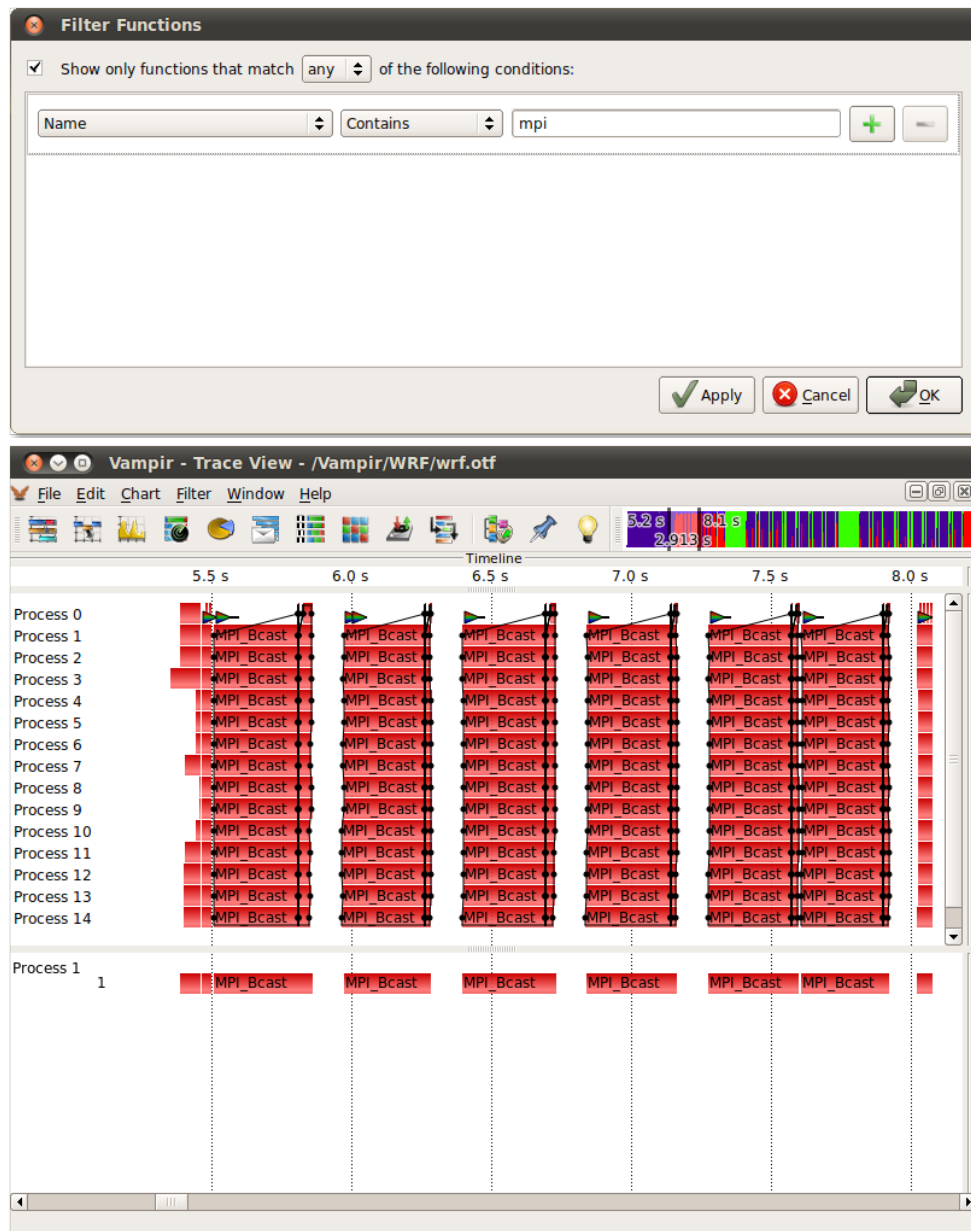 Filter Functions
Show only functions that match any of the following conditions:
Name Contains mpi
Apply Cancel OK
Vampir - Trace View - /Vampir/WRF/wrf.otf
File Edit Chart Filter Window Help
5.2 s 8.1 s
2.913 s
Timeline
5.5 s 6.0 s 6.5 s 7.0 s 7.5 s 8.0 s
Process 0
Process 1 MPI_Bcast MPI_Bcast MPI_Bcast MPI_Bcast MPI_Bcast MPI_Bcast
Process 2 MPI_Bcast MPI_Bcast MPI_Bcast MPI_Bcast MPI_Bcast MPI_Bcast
Process 3 MPI_Bcast MPI_Bcast MPI_Bcast MPI_Bcast MPI_Bcast MPI_Bcast
Process 4 MPI_Bcast MPI_Bcast MPI_Bcast MPI_Bcast MPI_Bcast MPI_Bcast
Process 5 MPI_Bcast MPI_Bcast MPI_Bcast MPI_Bcast MPI_Bcast MPI_Bcast
Process 6 MPI_Bcast MPI_Bcast MPI_Bcast MPI_Bcast MPI_Bcast MPI_Bcast
Process 7 MPI_Bcast MPI_Bcast MPI_Bcast MPI_Bcast MPI_Bcast MPI_Bcast
Process 8 MPI_Bcast MPI_Bcast MPI_Bcast MPI_Bcast MPI_Bcast MPI_Bcast
Process 9 MPI_Bcast MPI_Bcast MPI_Bcast MPI_Bcast MPI_Bcast MPI_Bcast
Process 10 MPI_Bcast MPI_Bcast MPI_Bcast MPI_Bcast MPI_Bcast MPI_Bcast
Process 11 MPI_Bcast MPI_Bcast MPI_Bcast MPI_Bcast MPI_Bcast MPI_Bcast
Process 12 MPI_Bcast MPI_Bcast MPI_Bcast MPI_Bcast MPI_Bcast MPI_Bcast
Process 13 MPI_Bcast MPI_Bcast MPI_Bcast MPI_Bcast MPI_Bcast MPI_Bcast
Process 14 MPI_Bcast MPI_Bcast MPI_Bcast MPI_Bcast MPI_Bcast MPI_Bcast
Process 1
1 MPI_Bcast MPI_Bcast MPI_Bcast MPI_Bcast MPI_Bcast MPI_Bcast